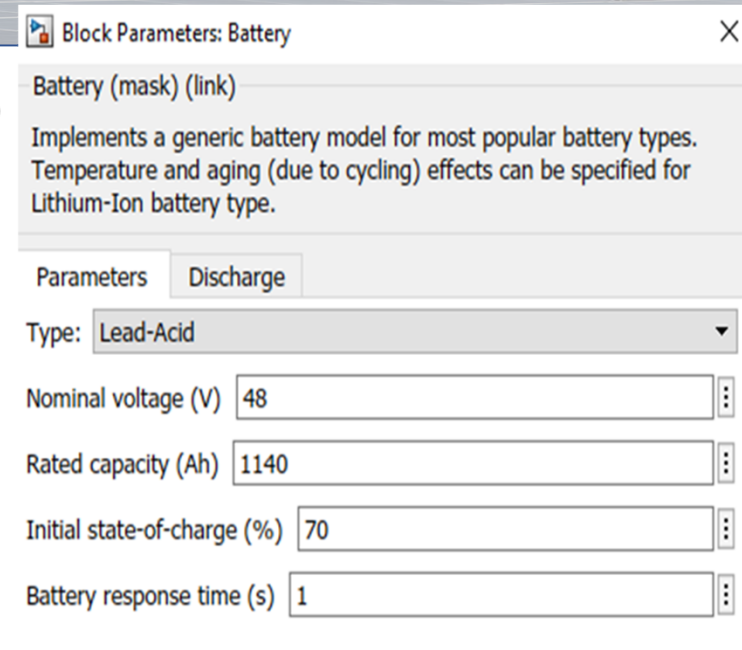 Block Parameters: Battery
Battery (mask) (link)
Implements a generic battery model for most popular battery types.
Temperature and aging (due to cycling) effects can be specified for
Lithium-Ion battery type.
Parameters Discharge
Type: Lead-Acid
Nominal voltage (V) 48
Rated capacity (Ah) 1140
Initial state-of-charge (%) 70
Battery response time (s) 1